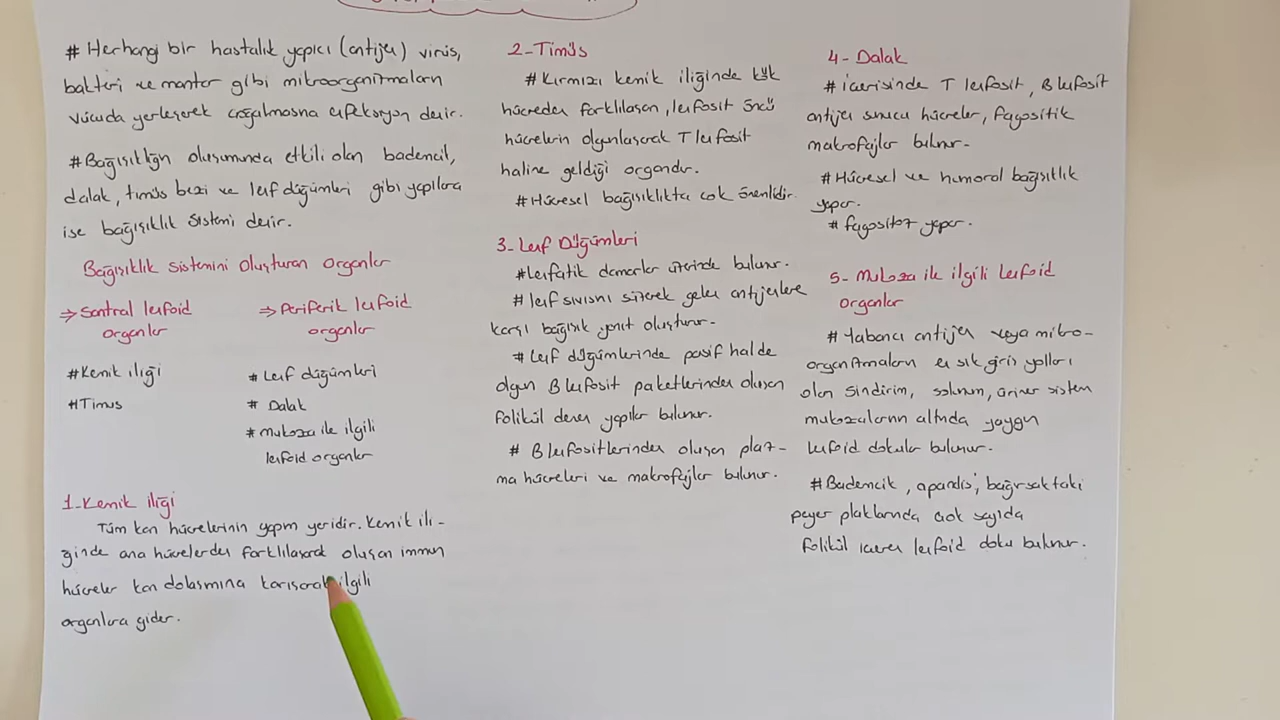 # Herhangi bir hastalık yapıcı (antijen) virüs,
bakteri ve mantar gibi mikroorganizmaların
vücuda yerleşerek çoğalmasına enfeksiyon denir.
# Bağışıklığın oluşumunda etkili olan bademcil,
dalak, timüs bezi ve lenf düğümleri gibi yapılara
ise bağışıklık sistemi denir.
Bağışıklık sistemini oluşturan organlar
⇒ Santral lenfoid
organlar
# Kemik iliği
# Timus
⇒ Periferik lenfoid
organlar
# Lenf düğümleri
# Dalak
# mukoza ile ilgili
lenfoid organlar
1-Kemik iliği
Tüm kan hücrelerinin yapım yeridir. Kemik ili-
ğinde ana hücrelerden farklılaşarak oluşan immun
hücreler kan dolaşımına karışarak ilgili
organlara gider.
2-Timüs
# Kırmızı kemik iliğinde kök
hücreden farklılaşan, lenfosit öncü
hücrelerin olgunlaşarak T lenfosit
haline geldiği organdır.
# Hücresel bağışıklıkta çok önemlidir.
3-Lenf Düğümleri
# Lenfatik damarlar üzerinde bulunur.
# lenf sıvısını süzerek gelen antijenlere
karşı bağışık yanıt oluşturur.
# Lenf düğümlerinde pasif halde
olgun B lenfosit paketlerinden oluşan
folikül denen yapılar bulunur.
# B lenfositlerinden oluşan plaz-
ma hücreleri ve makrofajlar bulunur.
4- Dalak
# İçerisinde T lenfosit, B lenfosit
antijen sunucu hücreler, fagositik
makrofajlar bulunur.
# Hücresel ve humoral bağışıklık
yapar.
# fagositoz yapar.
5- Mukoza ile ilgili lenfoid
organlar
# Yabancı antijen veya mikro-
organizmaların en sık giriş yolları
olan sindirim, solunum, üriner sistem
mukozalarının altında yaygın
lenfoid dokular bulunur.
# Bademcik, apandis, bağırsaktaki
peyer plaklarında çok sayıda
folikül içeren lenfoid doku bulunur.